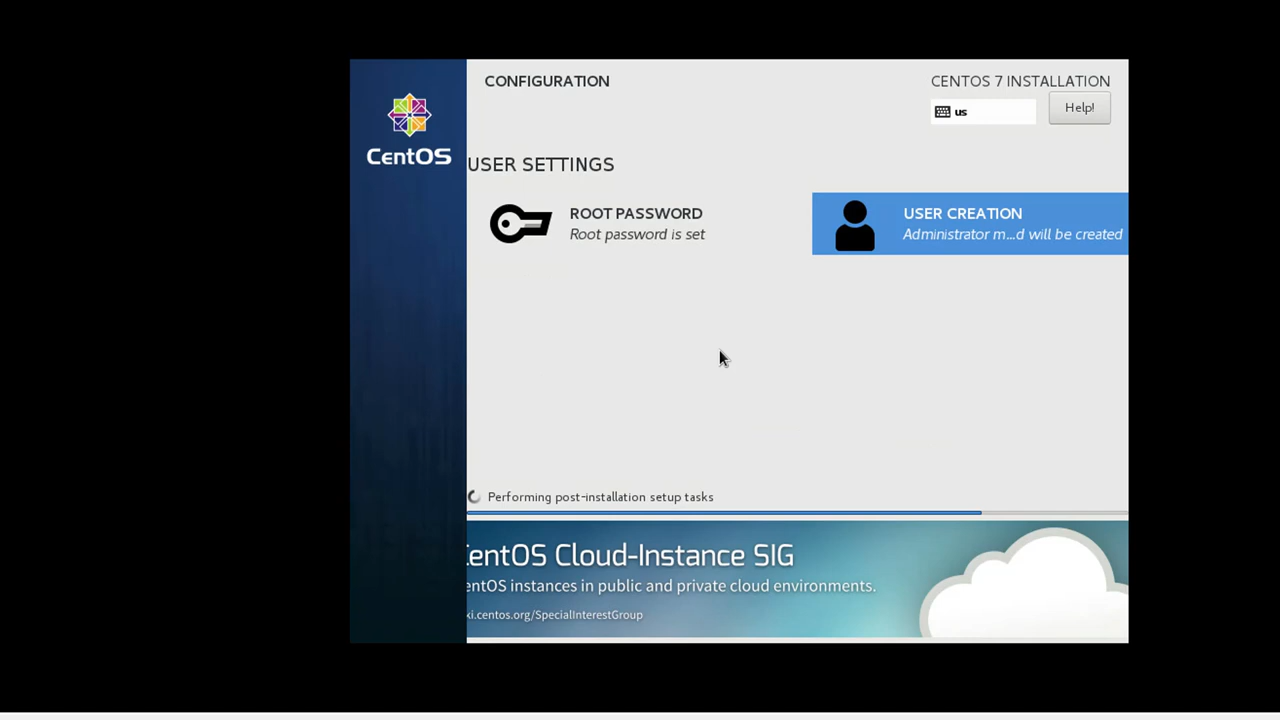 CONFIGURATION
CENTOS 7 INSTALLATION
us
Help!
CentOS
USER SETTINGS
ROOT PASSWORD
Root password is set
USER CREATION
Administrator m...d will be created
Performing post-installation setup tasks
CentOS Cloud-Instance SIG
entOS instances in public and private cloud environments.
ki.centos.org/SpecialInterestGroup